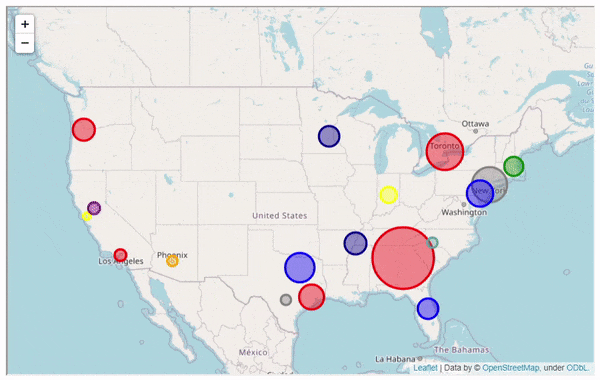 +
−
Ottawa
Toronto
New York
United States
Washington
Los Angeles
Phoenix
México
The Bahamas
La Habana
Leaflet | Data by © OpenStreetMap, under ODbL.